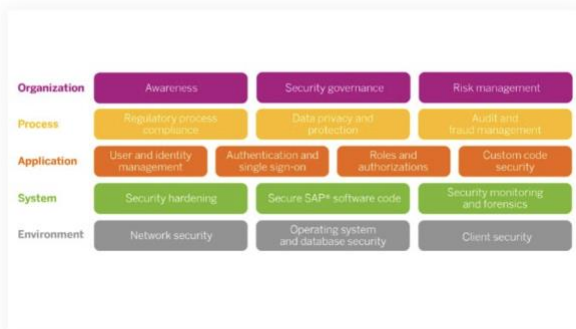 Organization
Awareness
Security governance
Risk management
Process
Regulatory process
compliance
Data privacy and
protection
Audit and
fraud management
Application
User and identity
management
Authentication and
single sign-on
Roles and
authorizations
Custom code
security
System
Security hardening
Secure SAP® software code
Security monitoring
and forensics
Environment
Network security
Operating system
and database security
Client security